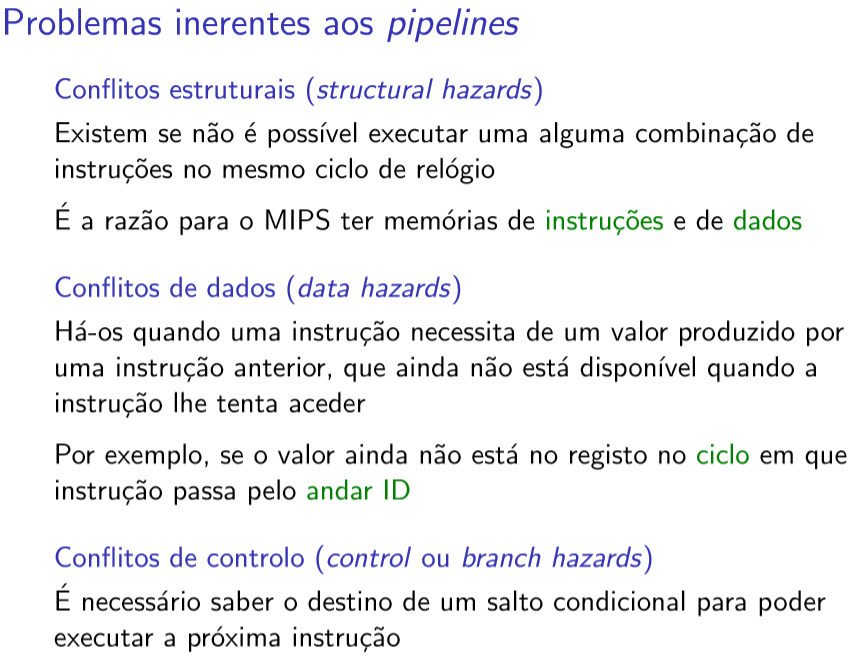 Problemas inerentes aos pipelines
Conflitos estruturais (structural hazards)
Existem se não é possível executar uma alguma combinação de
instruções no mesmo ciclo de relógio
É a razão para o MIPS ter memórias de instruções e de dados
Conflitos de dados (data hazards)
Há-os quando uma instrução necessita de um valor produzido por
uma instrução anterior, que ainda não está disponível quando a
instrução lhe tenta aceder
Por exemplo, se o valor ainda não está no registo no ciclo em que
instrução passa pelo andar ID
Conflitos de controlo (control ou branch hazards)
É necessário saber o destino de um salto condicional para poder
executar a próxima instrução